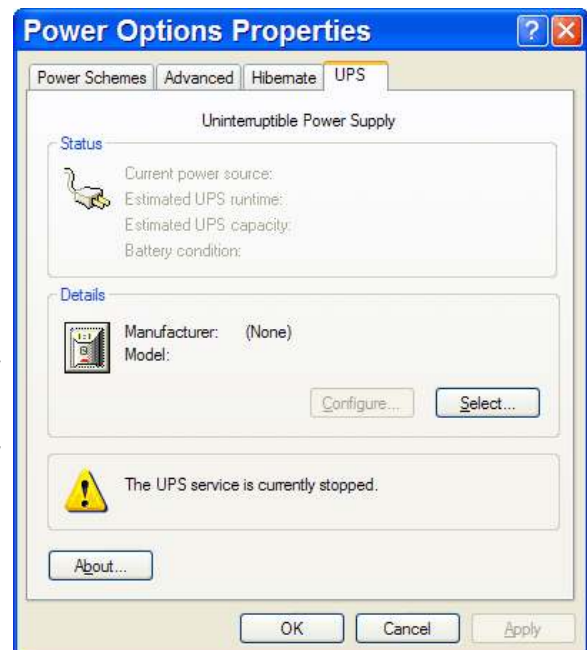 Power Options Properties
Power Schemes Advanced Hibernate UPS
Uninterruptible Power Supply
Status
Current power source:
Estimated UPS runtime:
Estimated UPS capacity:
Battery condition:
Details
Manufacturer: (None)
Model:
Configure... Select...
The UPS service is currently stopped.
About...
OK Cancel Apply